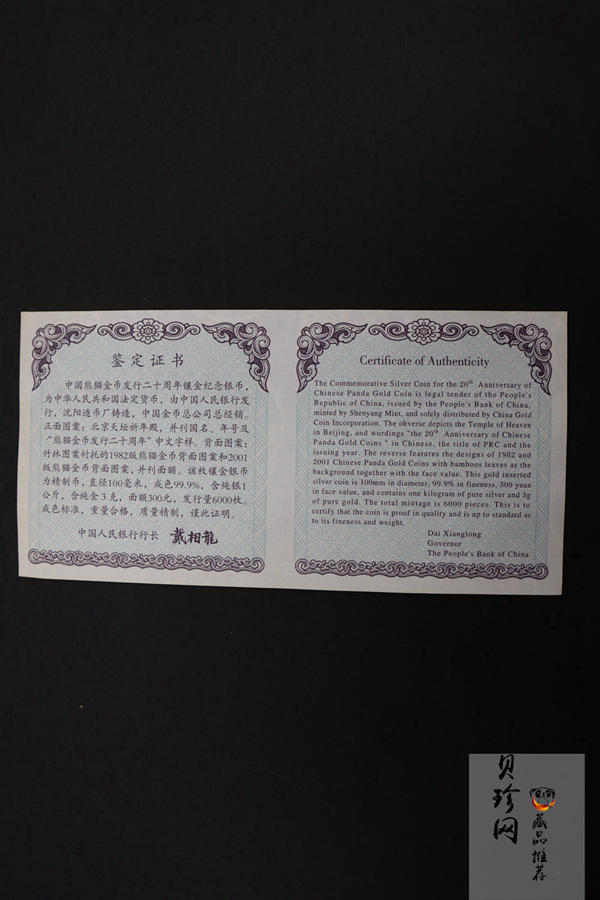 鉴定证书
中国熊猫金币发行二十周年镶金纪念银币，
为中华人民共和国法定货币，由中国人民银行发
行，沈阳造币厂铸造，中国金币总公司总经销。
正面图案：北京天坛祈年殿，并刊国名、年号及
“熊猫金币发行二十周年”中文字样。背面图案：
竹林图案衬托的1982版熊猫金币背面图案和2001
版熊猫金币背面图案，并刊面额。该枚镶金银币
为精制币，直径100毫米，成色99.9%，含纯银1
公斤，含纯金3克，面额300元，发行量6000枚。
成色标准，重量合格，质量精制，谨此证明。
中国人民银行行长 戴相龍
Certificate of Authenticity
The Commemorative Silver Coin for the 20th Anniversary of
Chinese Panda Gold Coin is legal tender of the People's
Republic of China, issued by the People's Bank of China,
minted by Shenyang Mint, and solely distributed by China Gold
Coin Incorporation. The obverse depicts the Temple of Heaven
in Beijing, and wordings "the 20th Anniversary of Chinese
Panda Gold Coins " in Chinese, the title of PRC and the
issuing year. The reverse features the designs of 1982 and
2001 Chinese Panda Gold Coins with bamboos leaves as the
background together with the face value. This gold inserted
silver coin is 100mm in diameter, 99.9% in fineness, 300 yuan
in face value, and contains one kilogram of pure silver and 3g
of pure gold. The total mintage is 6000 pieces. This is to
certify that the coin is proof in quality and is up to standard as
to its fineness and weight.
Dai Xianglong
Governor
The People's Bank of China
贝珍网
藏品推荐